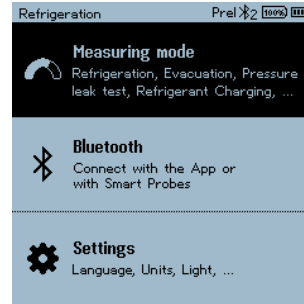 Refrigeration Prel 2 100%
Measuring mode
Refrigeration, Evacuation, Pressure
leak test, Refrigerant Charging, ...
Bluetooth
Connect with the App or
with Smart Probes
Settings
Language, Units, Light, ...